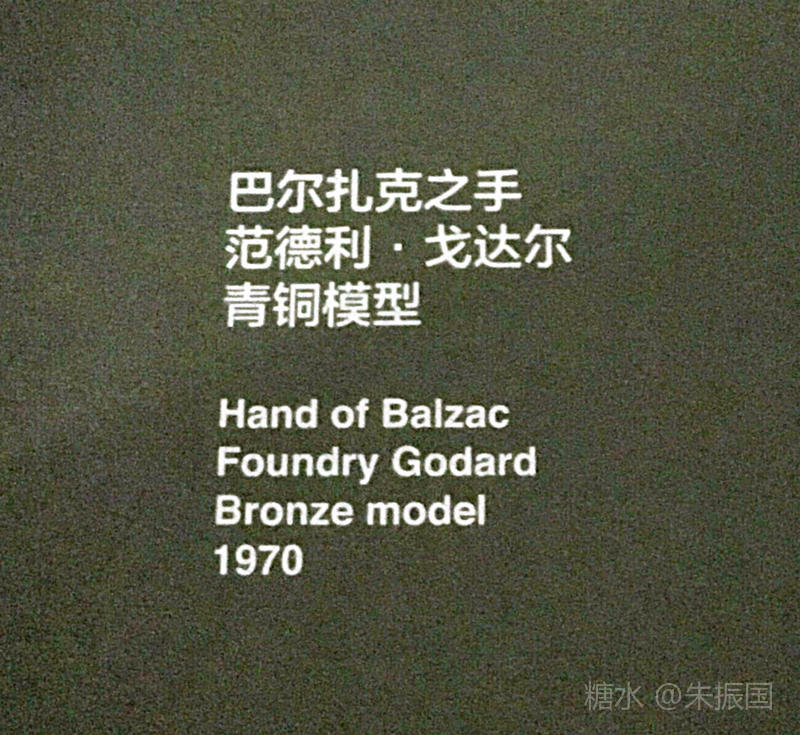 巴尔扎克之手
范德利·戈达尔
青铜模型
Hand of Balzac
Foundry Godard
Bronze model
1970
糖水 @朱振国